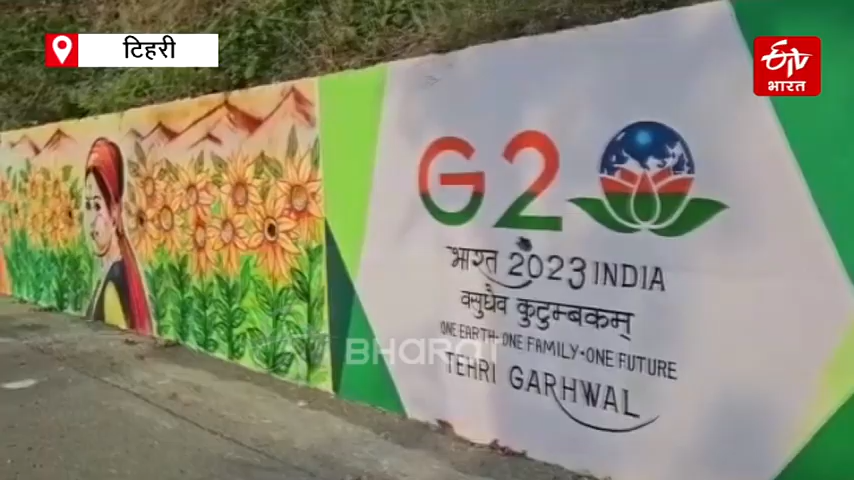 टिहरी
ETV
भारत
G20
भारत 2023 INDIA
वसुधैव कुटुम्बकम्
ONE EARTH·ONE FAMILY·ONE FUTURE
TEHRI GARHWAL
BHARAT